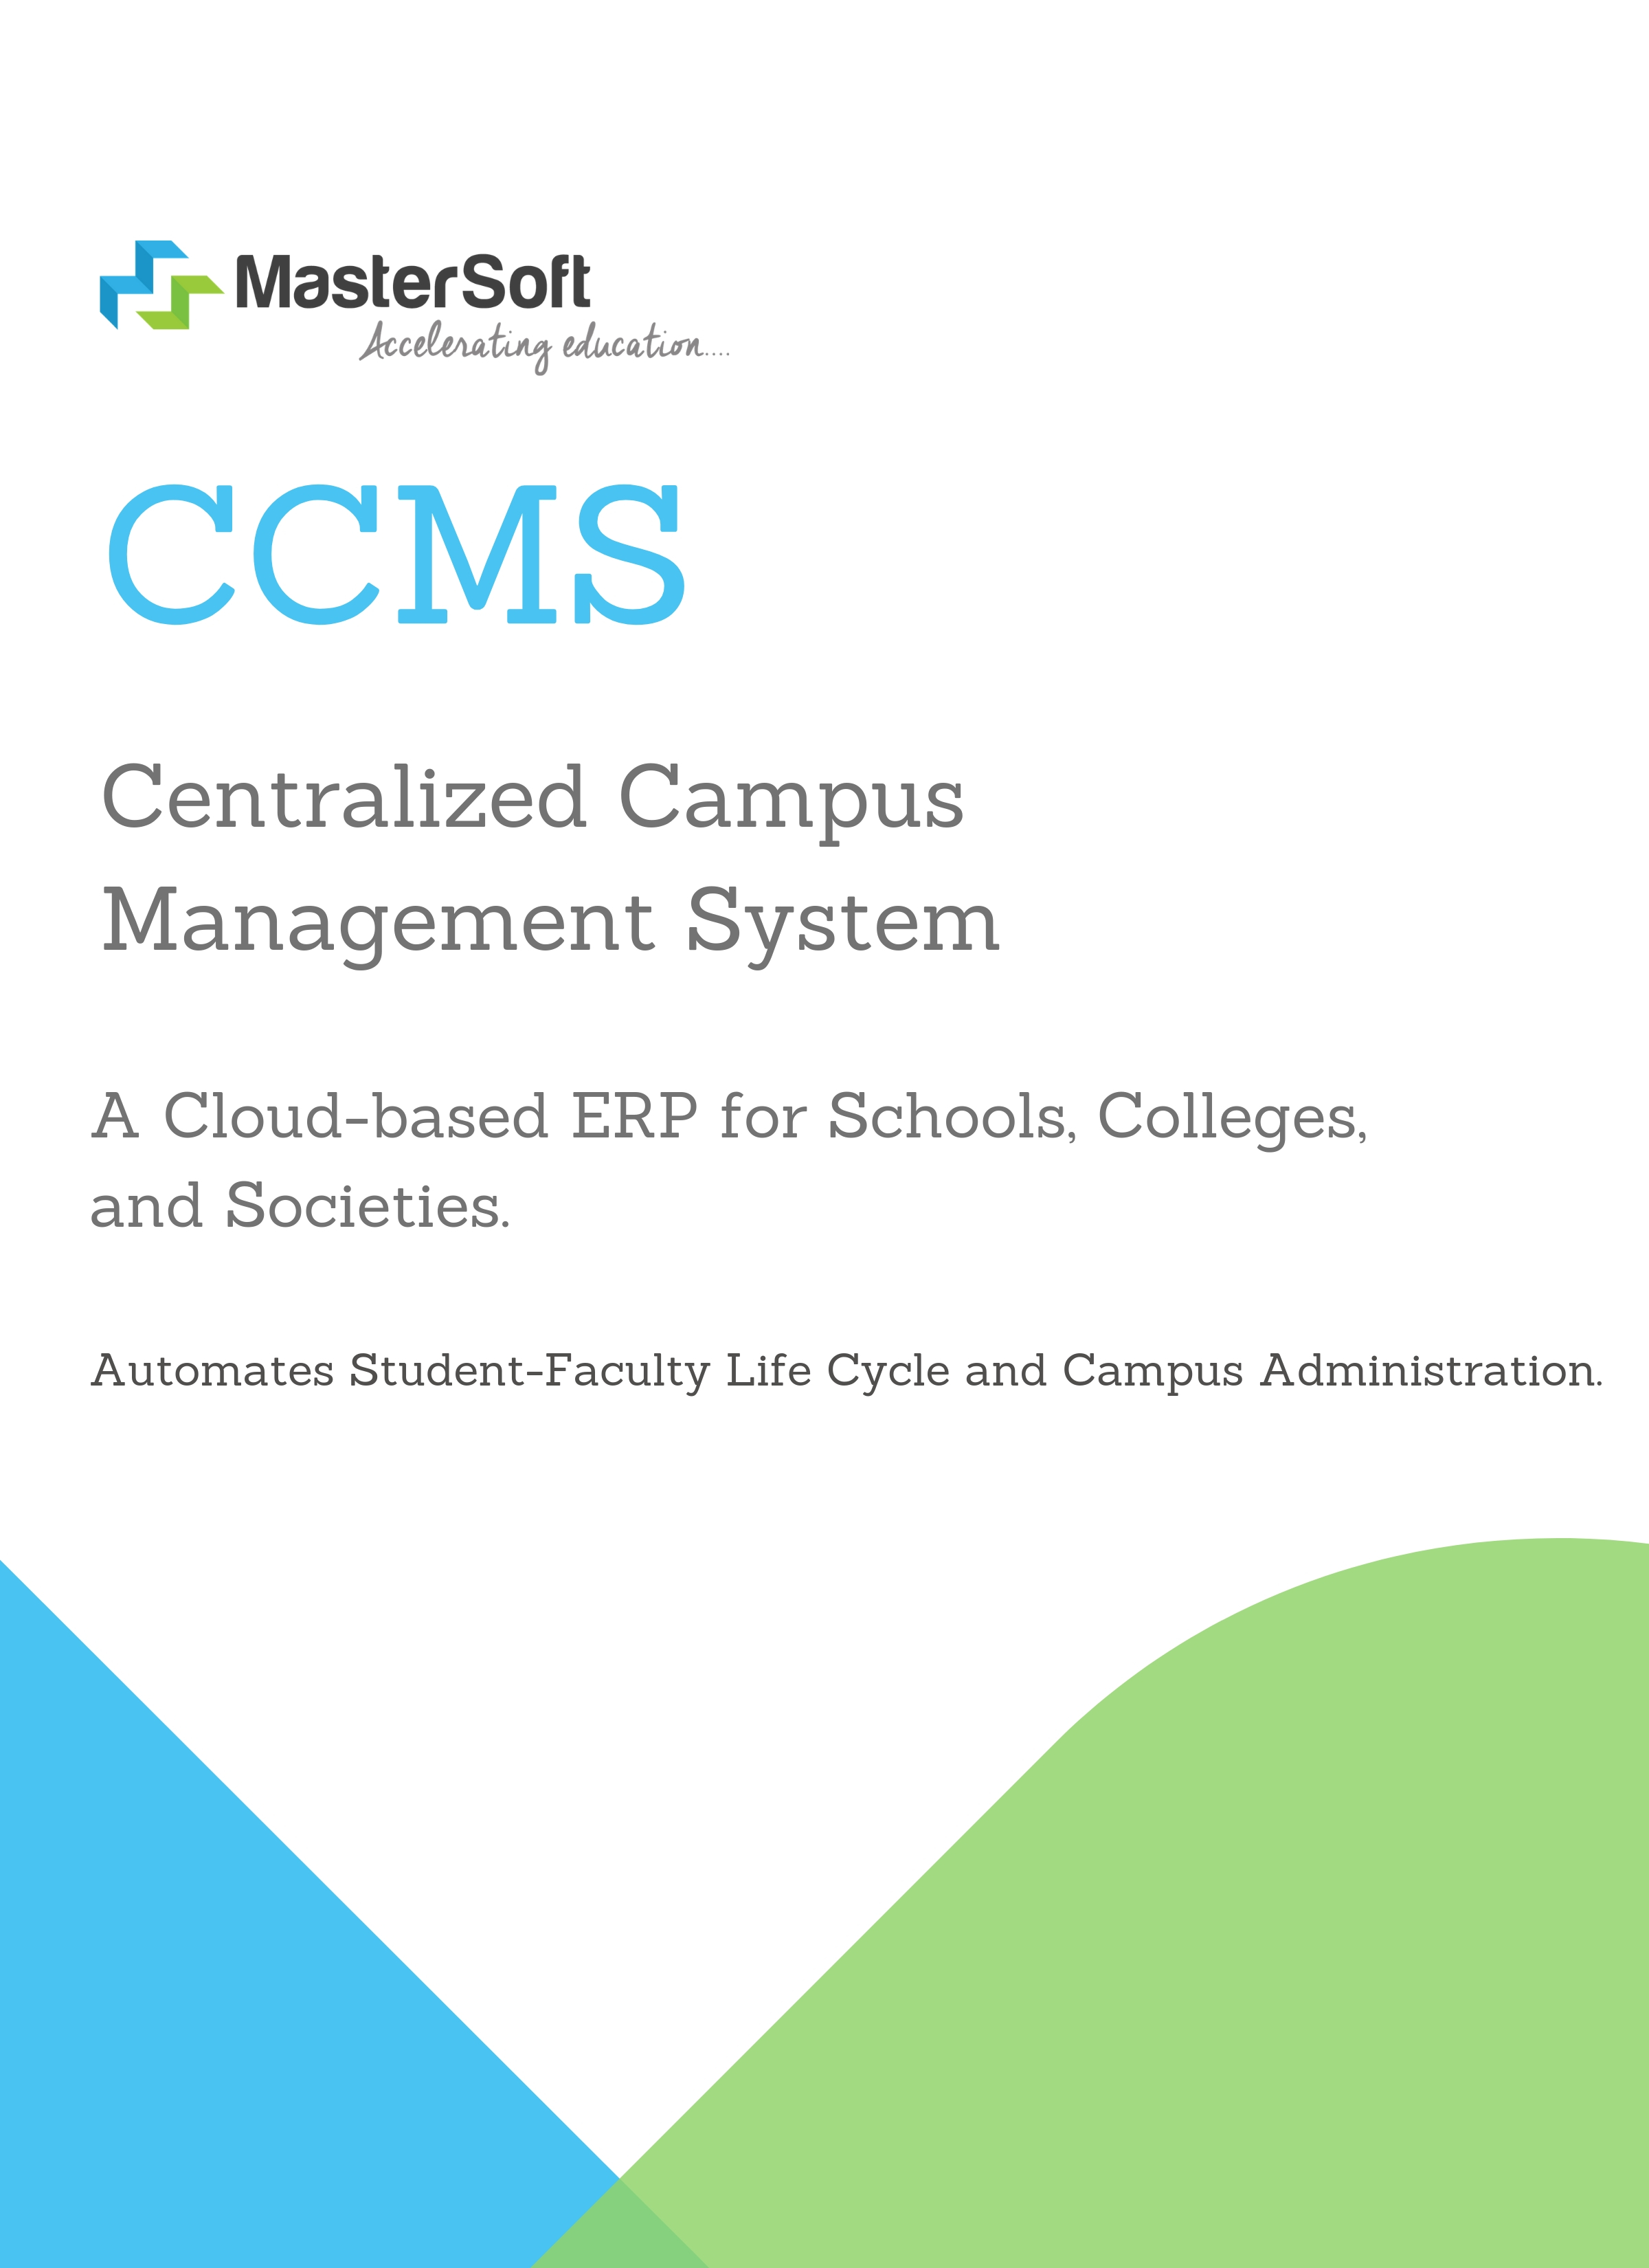 MasterSoft
Accelerating education....
CCMS
Centralized Campus
Management System
A Cloud-based ERP for Schools, Colleges,
and Societies.
Automates Student-Faculty Life Cycle and Campus Administration.